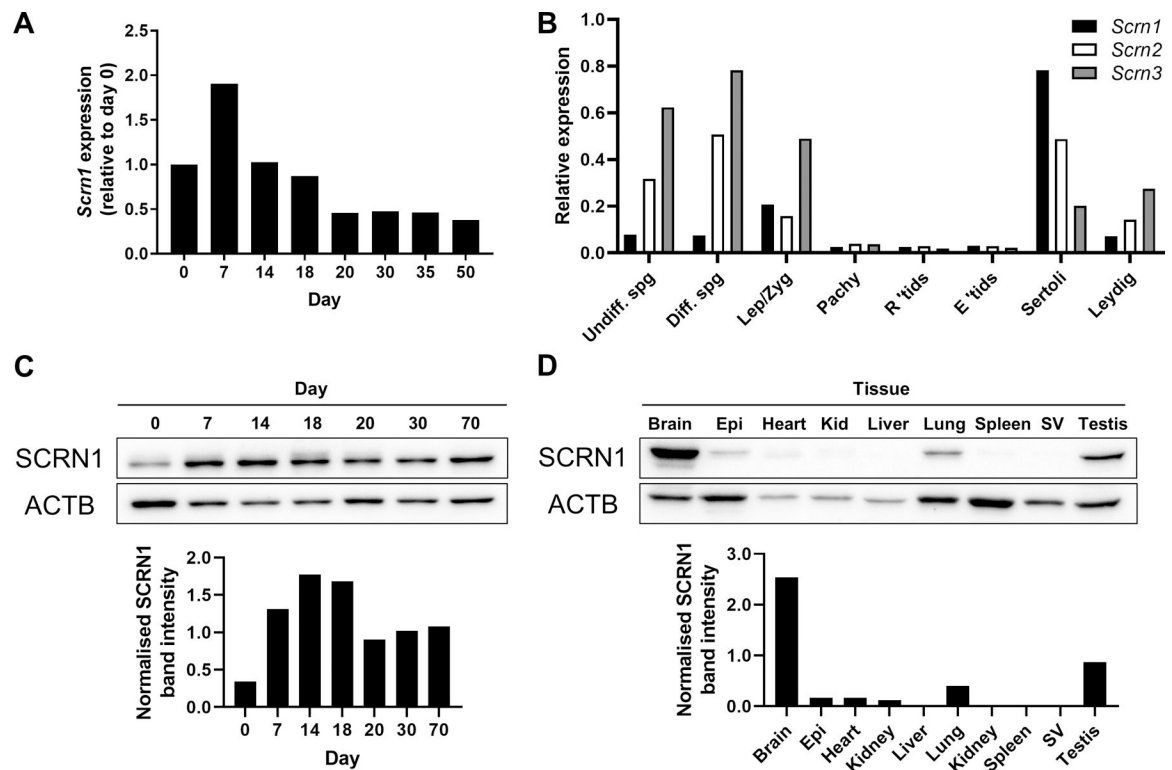 A
Scrn1 expression
(relative to day 0)
2.5
2.0
1.5
1.0
0.5
0.0
0 7 14 18 20 30 35 50
Day
B
Relative expression
1.0
0.8
0.6
0.4
0.2
0.0
Scrn1
Scrn2
Scrn3
Undiff. spg
Diff. spg
Lep/Zyg
Pachy
R 'tids
E 'tids
Sertoli
Leydig
C
Day
0 7 14 18 20 30 70
SCRN1
ACTB
Normalised SCRN1
band intensity
2.0
1.5
1.0
0.5
0.0
0 7 14 18 20 30 70
Day
D
Tissue
Brain Epi Heart Kid Liver Lung Spleen SV Testis
SCRN1
ACTB
Normalised SCRN1
band intensity
3.0
2.0
1.0
0.0
Brain
Epi
Heart
Kidney
Liver
Lung
Kidney
Spleen
SV
Testis